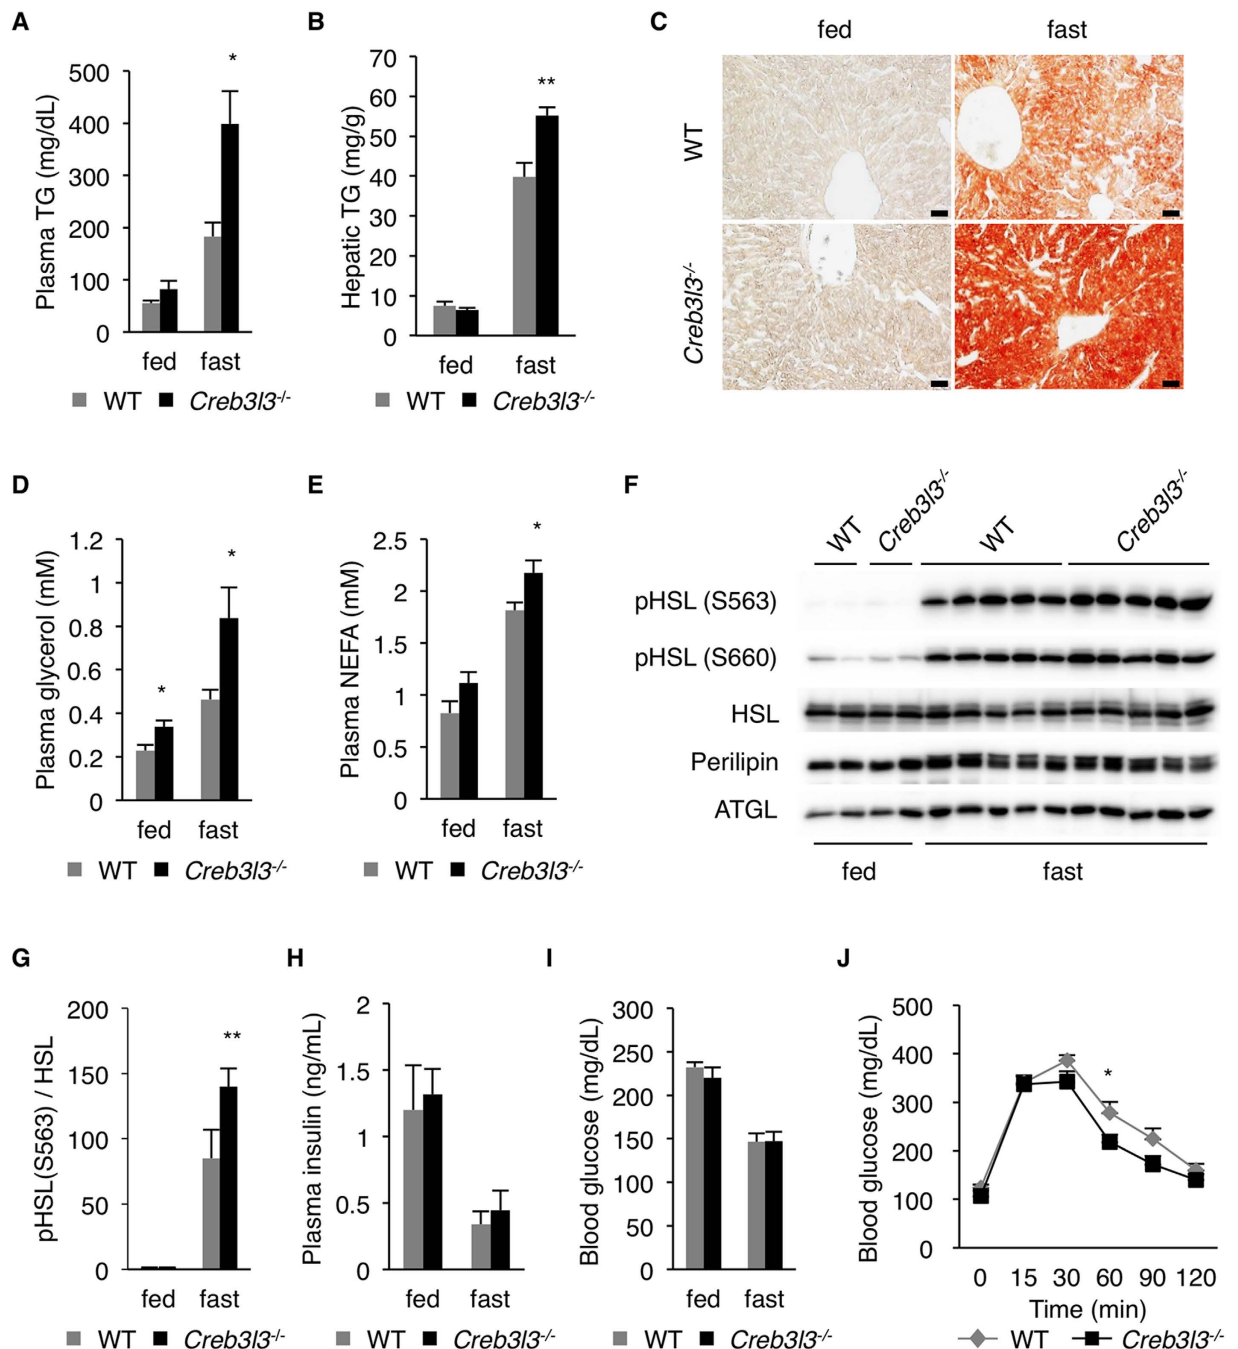 A
Plasma TG (mg/dL)
500
400
300
200
100
0
*
fed fast
WT Creb3l3-/-
B
Hepatic TG (mg/g)
70
60
50
40
30
20
10
0
**
fed fast
WT Creb3l3-/-
C
fed fast
WT
Creb3l3-/-
D
Plasma glycerol (mM)
1.2
1
0.8
0.6
0.4
0.2
0
* *
fed fast
WT Creb3l3-/-
E
Plasma NEFA (mM)
2.5
2
1.5
1
0.5
0
*
fed fast
WT Creb3l3-/-
F
WT Creb3l3-/- WT Creb3l3-/-
pHSL (S563)
pHSL (S660)
HSL
Perilipin
ATGL
fed fast
G
pHSL(S563) / HSL
200
150
100
50
0
**
fed fast
WT Creb3l3-/-
H
Plasma insulin (ng/mL)
2
1.5
1
0.5
0
fed fast
WT Creb3l3-/-
I
Blood glucose (mg/dL)
300
250
200
150
100
50
0
fed fast
WT Creb3l3-/-
J
Blood glucose (mg/dL)
500
400
300
200
100
0
*
0 15 30 60 90 120
Time (min)
WT Creb3l3-/-